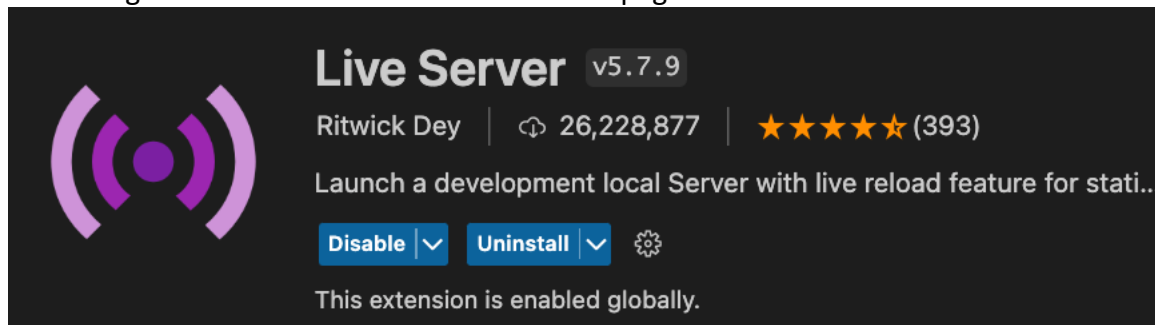 Live Server v5.7.9
Ritwick Dey 26,228,877 (393)
Launch a development local Server with live reload feature for stati..
Disable Uninstall
This extension is enabled globally.